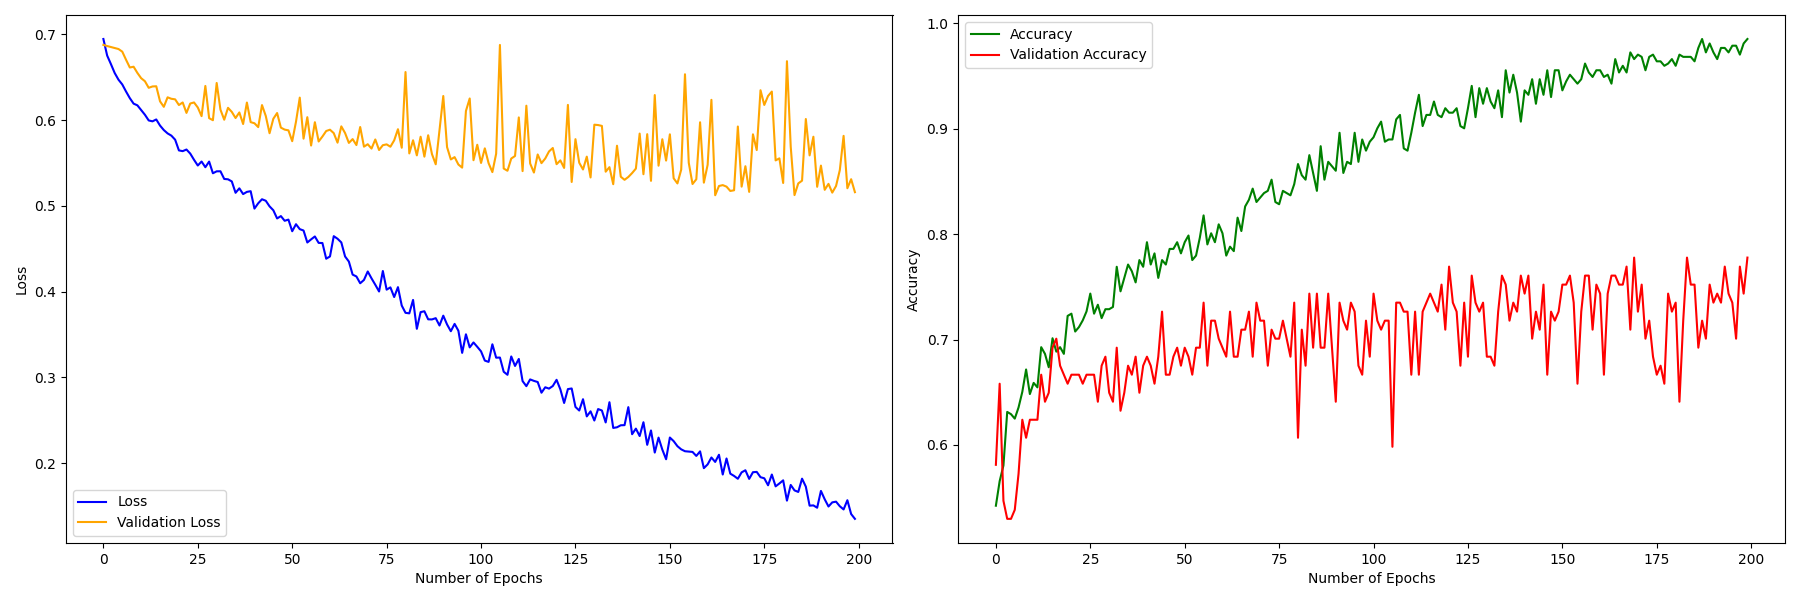 0.7
0.6
0.5
0.4
0.3
0.2
Loss
Loss
Validation Loss
0 25 50 75 100 125 150 175 200
Number of Epochs
1.0
0.9
0.8
0.7
0.6
Accuracy
Accuracy
Validation Accuracy
0 25 50 75 100 125 150 175 200
Number of Epochs